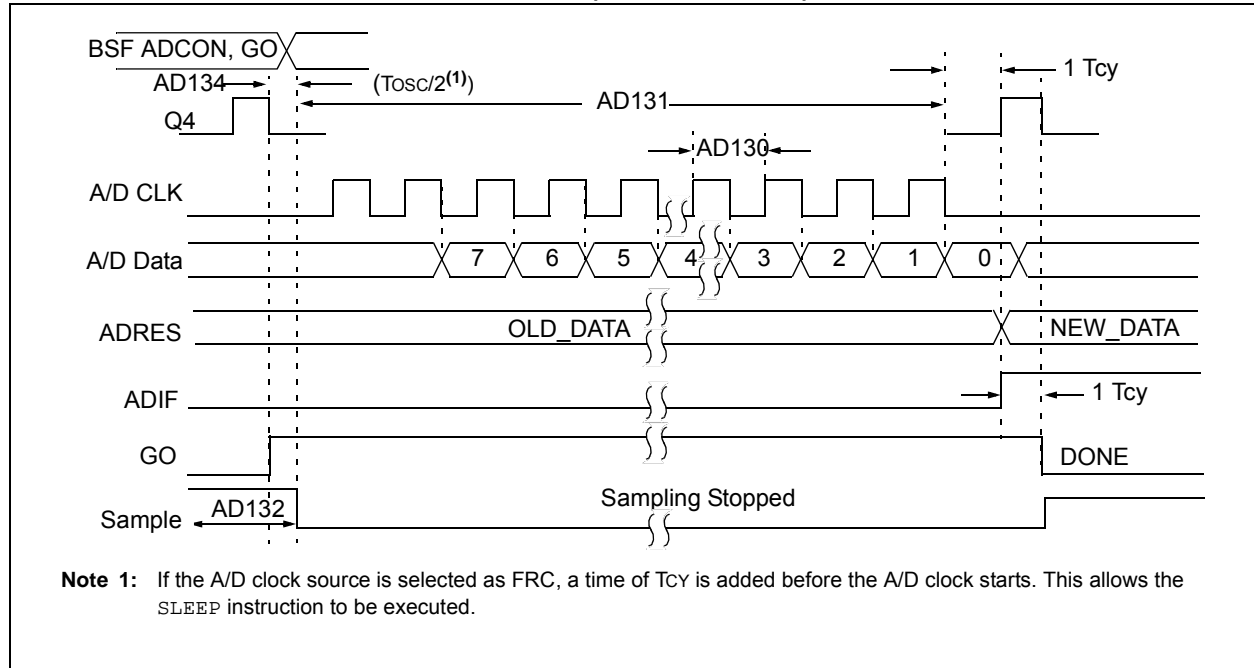 BSF ADCON, GO
AD134
(TOSC/2(1))
1 Tcy
AD131
Q4
AD130
A/D CLK
A/D Data
7 6 5 4 3 2 1 0
ADRES
OLD_DATA
NEW_DATA
ADIF
1 Tcy
GO
DONE
Sample
AD132
Sampling Stopped
Note 1: If the A/D clock source is selected as FRC, a time of TCY is added before the A/D clock starts. This allows the
SLEEP instruction to be executed.